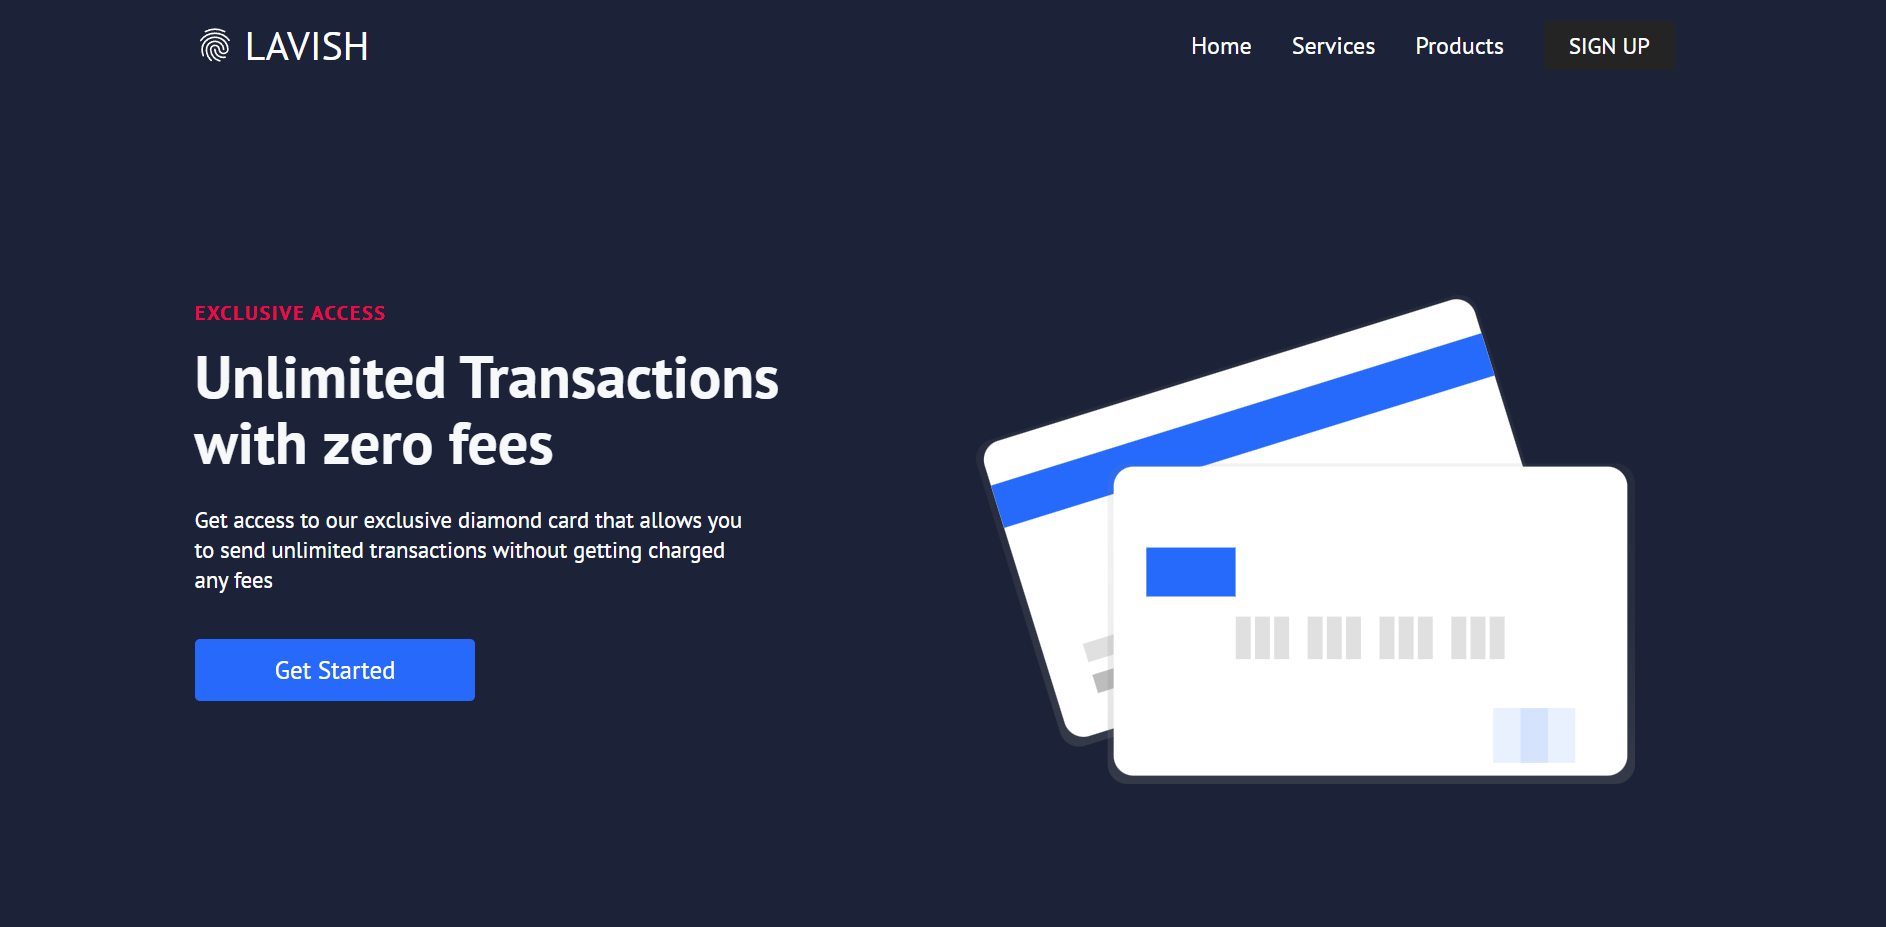 LAVISH
Home Services Products SIGN UP
EXCLUSIVE ACCESS
Unlimited Transactions
with zero fees
Get access to our exclusive diamond card that allows you
to send unlimited transactions without getting charged
any fees
Get Started